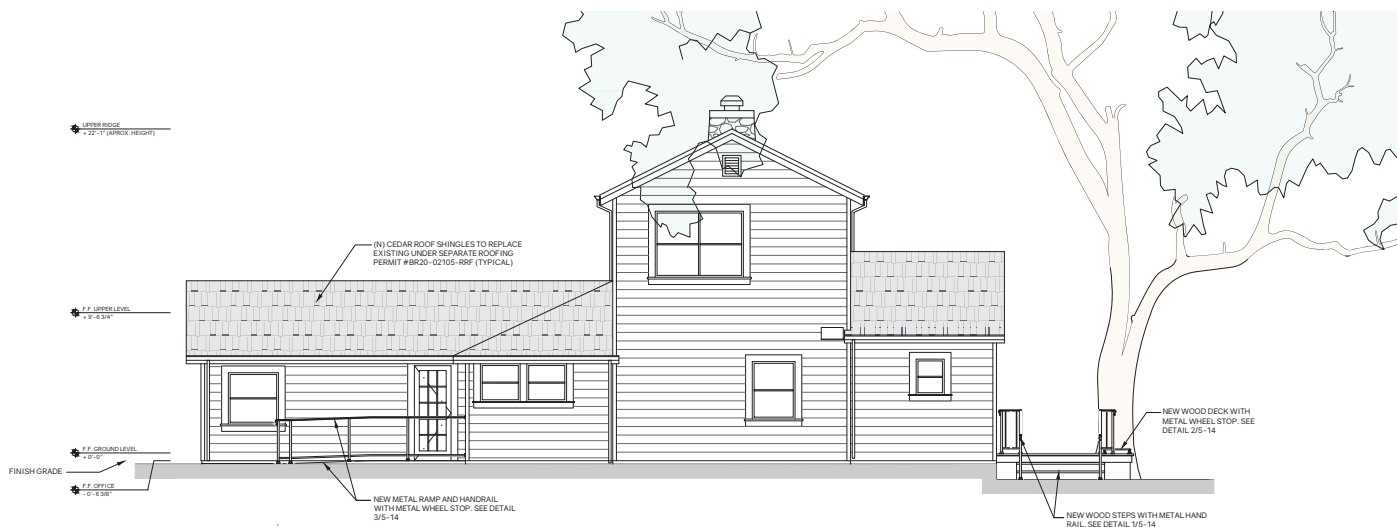 UPPER RIDGE
+ 22'-1" (APROX. HEIGHT)
(N) CEDAR ROOF SHINGLES TO REPLACE
EXISTING UNDER SEPARATE ROOFING
PERMIT #BR20-02105-RRF (TYPICAL)
F.F. UPPER LEVEL
+ 9'-6 3/4"
NEW WOOD DECK WITH
METAL WHEEL STOP. SEE
DETAIL 2/5-14
F.F. GROUND LEVEL
+ 0'-0"
FINISH GRADE
F.F. OFFICE
- 0'-6 3/8"
NEW METAL RAMP AND HANDRAIL
WITH METAL WHEEL STOP. SEE DETAIL
3/5-14
NEW WOOD STEPS WITH METAL HAND
RAIL. SEE DETAIL 1/5-14